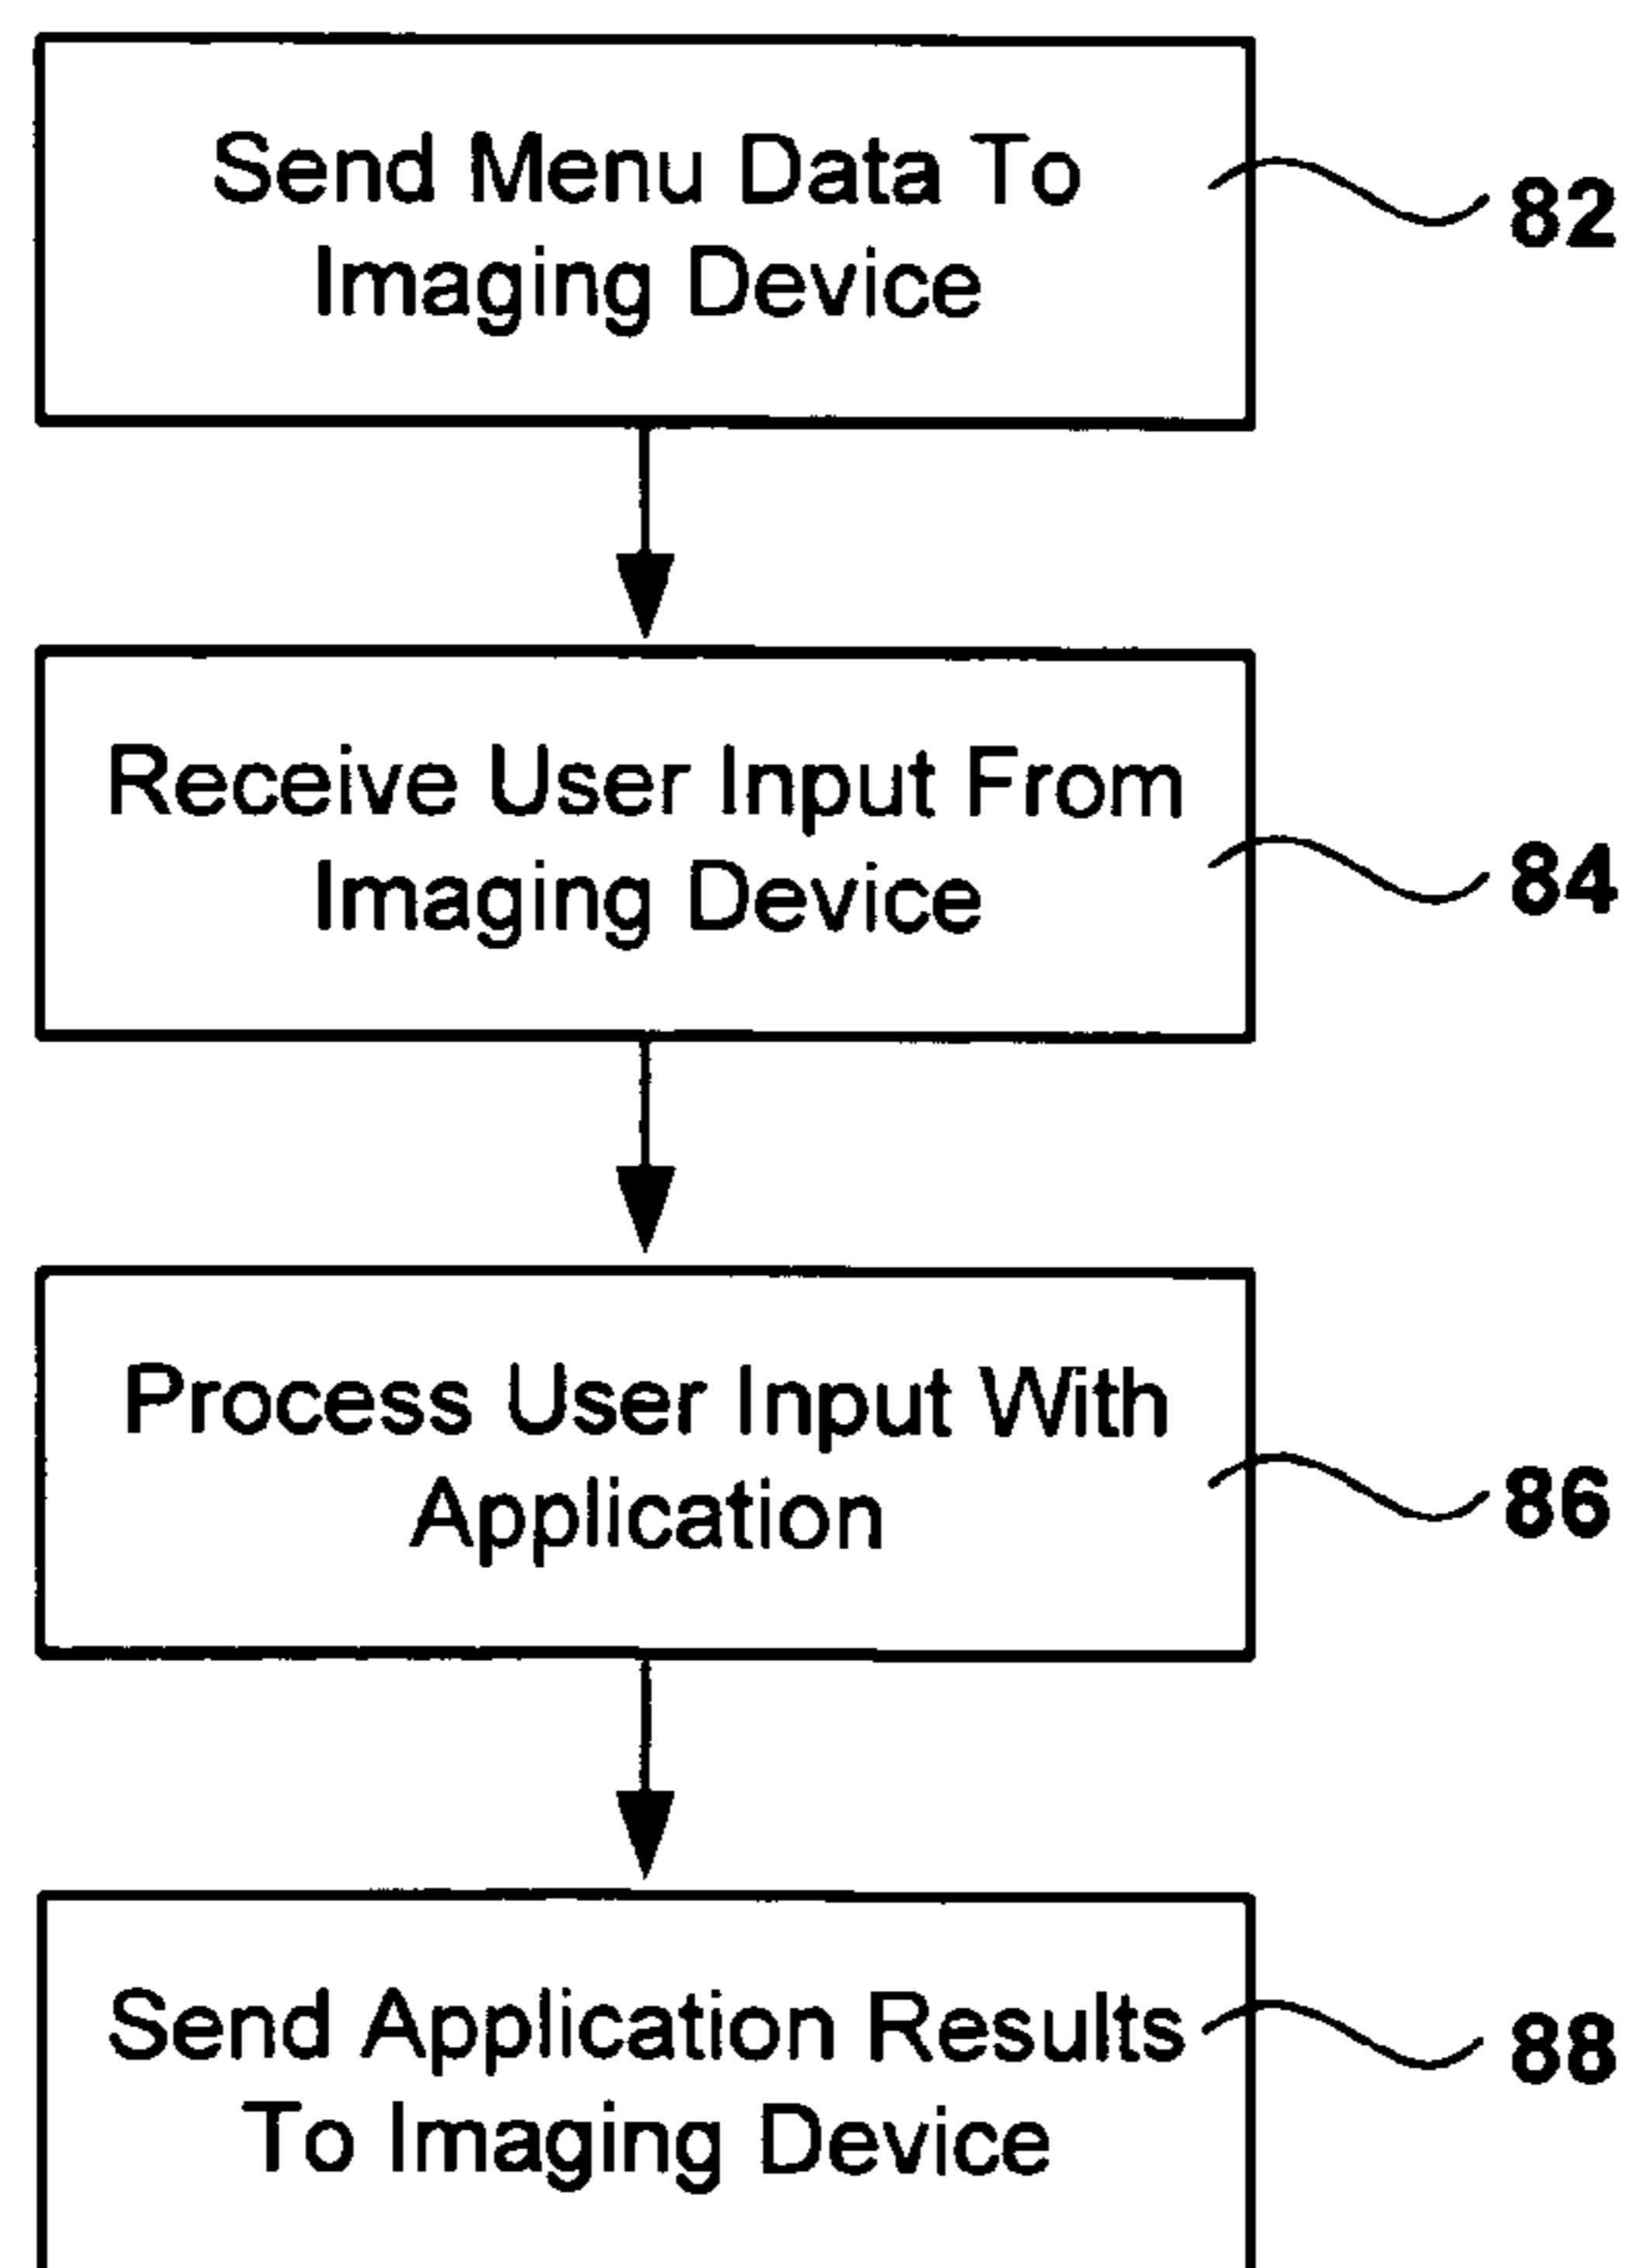 Send Menu Data To
Imaging Device
82
Receive User Input From
Imaging Device
84
Process User Input With
Application
86
Send Application Results
To Imaging Device
88